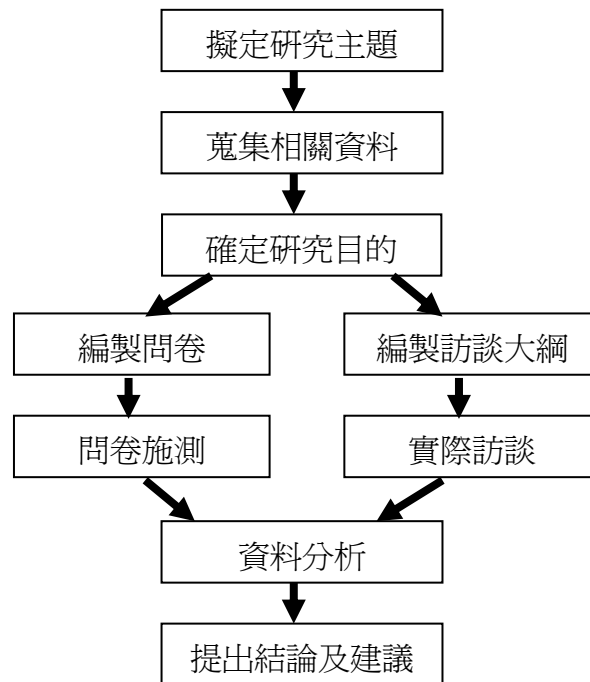 擬定研究主題
蒐集相關資料
確定研究目的
編製問卷
編製訪談大綱
問卷施測
實際訪談
資料分析
提出結論及建議